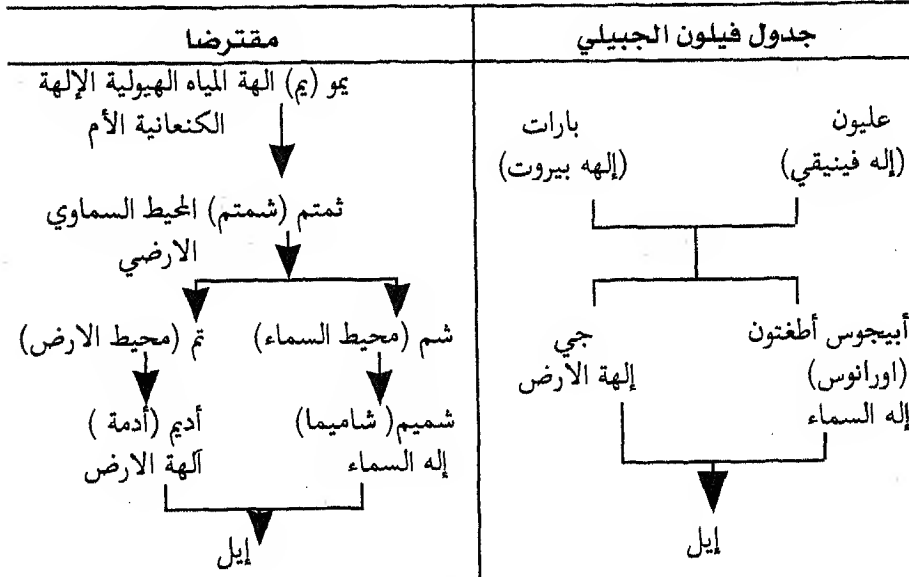 جدول فيلون الجبيلي
عليون
(إله فينيقي)
بارات
(إلهه بيروت)
أبيجوس أطغتون
(اورانوس)
إله السماء
جي
إلهة الارض
إيل
مقترضا
يمو (يم) الهة المياه الهيولية الإلهة
الكنعانية الأم
ثمتم (شمتم) المحيط السماوي
الارضي
شم (محيط السماء)
تم (محيط الارض)
شميم( شاميما)
إله السماء
أديم (أدمة )
آلهة الارض
إيل